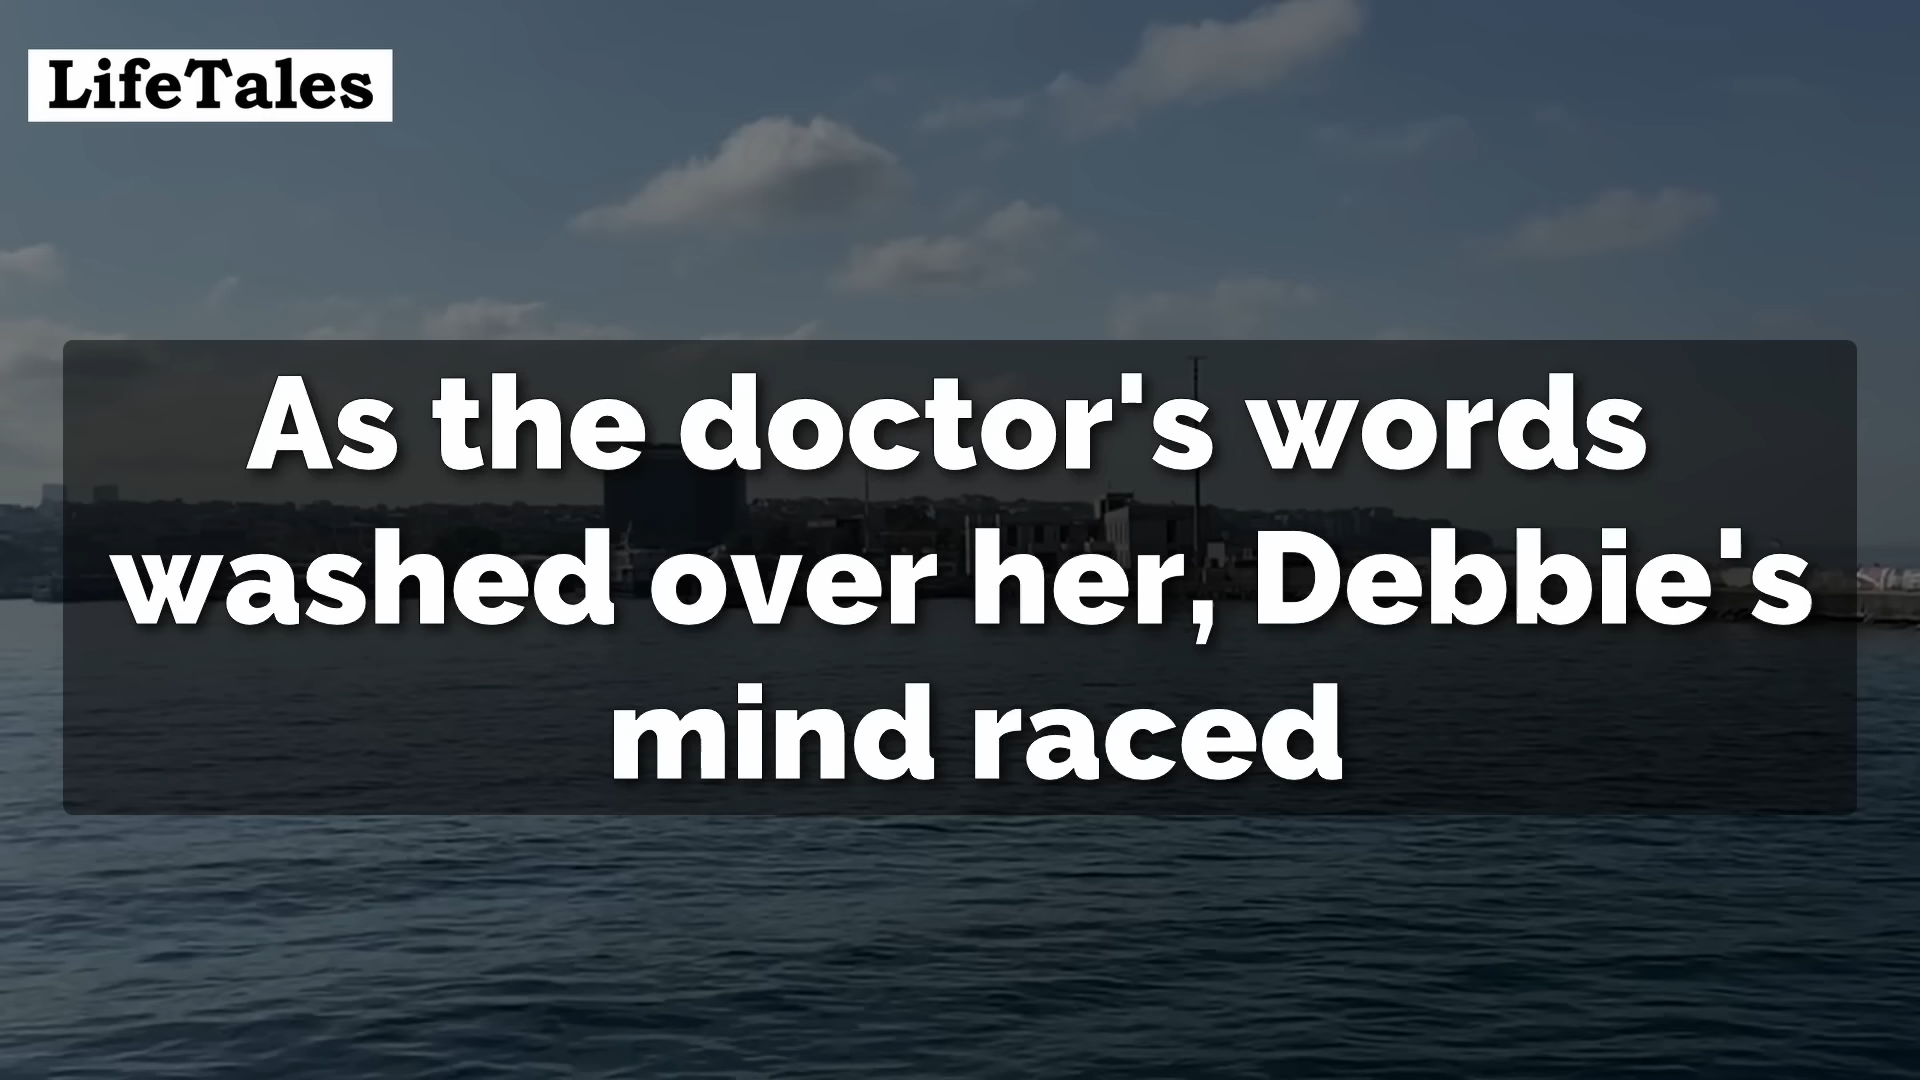 LifeTales
As the doctor's words
washed over her, Debbie's
mind raced